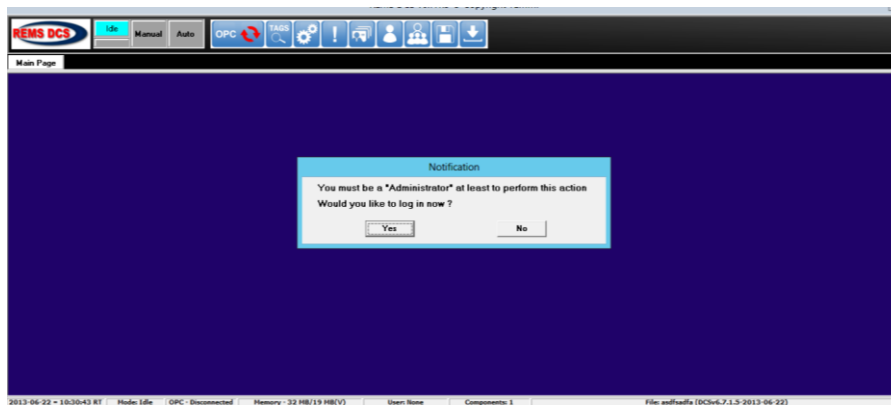 REMS DCS
Idle
Manual
Auto
OPC
TAGS
Main Page
Notification
You must be a "Administrator" at least to perform this action
Would you like to log in now ?
Yes
No
2013-06-22 - 10:30:43 RT Mode: Idle OPC - Disconnected Memory - 32 MB/19 MB(V) User: None Components: 1 File: asdfsadfa (DCSv6.7.1.5-2013-06-22)